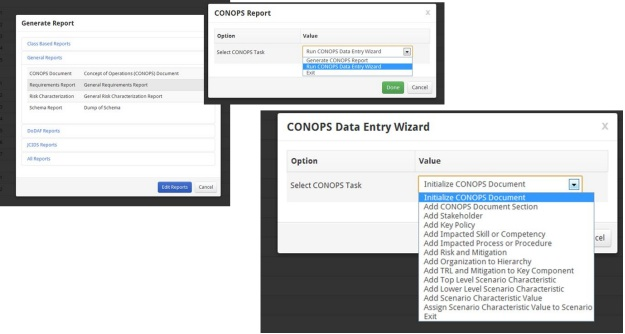 Generate Report
Class-Based Reports
General Reports
CONOPS Document Concept of Operations (CONOPS) Document
Requirements Report General Requirements Report
Risk Characterization General Risk Characterization Report
Schema Report Dump of Schema
DoDAF Reports
JCIDS Reports
All Reports
Edit Reports Cancel
CONOPS Report X
Option Value
Select CONOPS Task Run CONOPS Data Entry Wizard
Generate CONOPS Report
Run CONOPS Data Entry Wizard
Exit
Done Cancel
CONOPS Data Entry Wizard X
Option Value
Select CONOPS Task Initialize CONOPS Document
Initialize CONOPS Document
Add CONOPS Document Section
Add Stakeholder
Add Key Policy
Add Impacted Skill or Competency
Add Impacted Process or Procedure
Add Risk and Mitigation
Add Organization to Hierarchy
Add TRL and Mitigation to Key Component
Add Top Level Scenario Characteristic
Add Lower Level Scenario Characteristic
Add Scenario Characteristic Value
Assign Scenario Characteristic Value to Scenario
Exit
cel